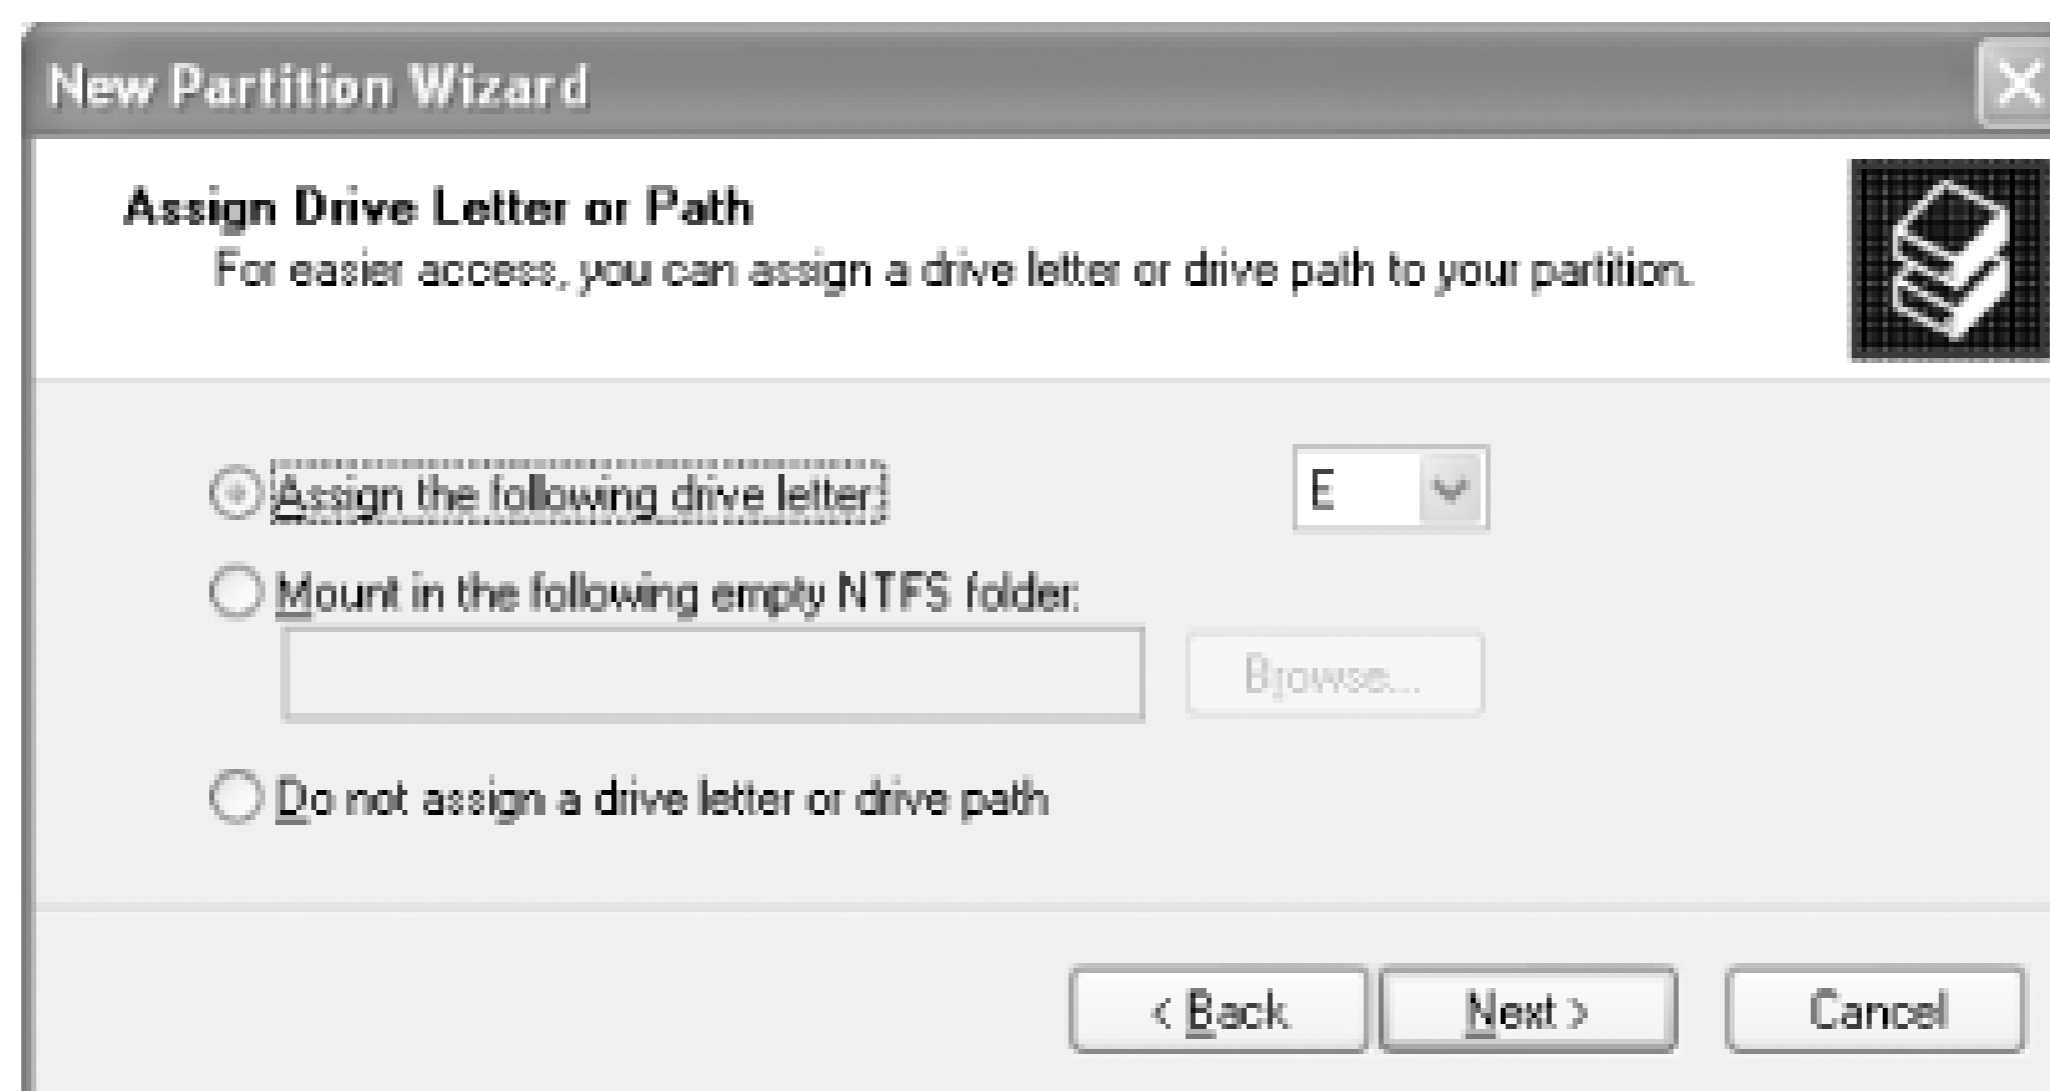 New Partition Wizard
Assign Drive Letter or Path
For easier access, you can assign a drive letter or drive path to your partition.
Assign the following drive letter: E
Mount in the following empty NTFS folder:
Browse...
Do not assign a drive letter or drive path
< Back Next > Cancel